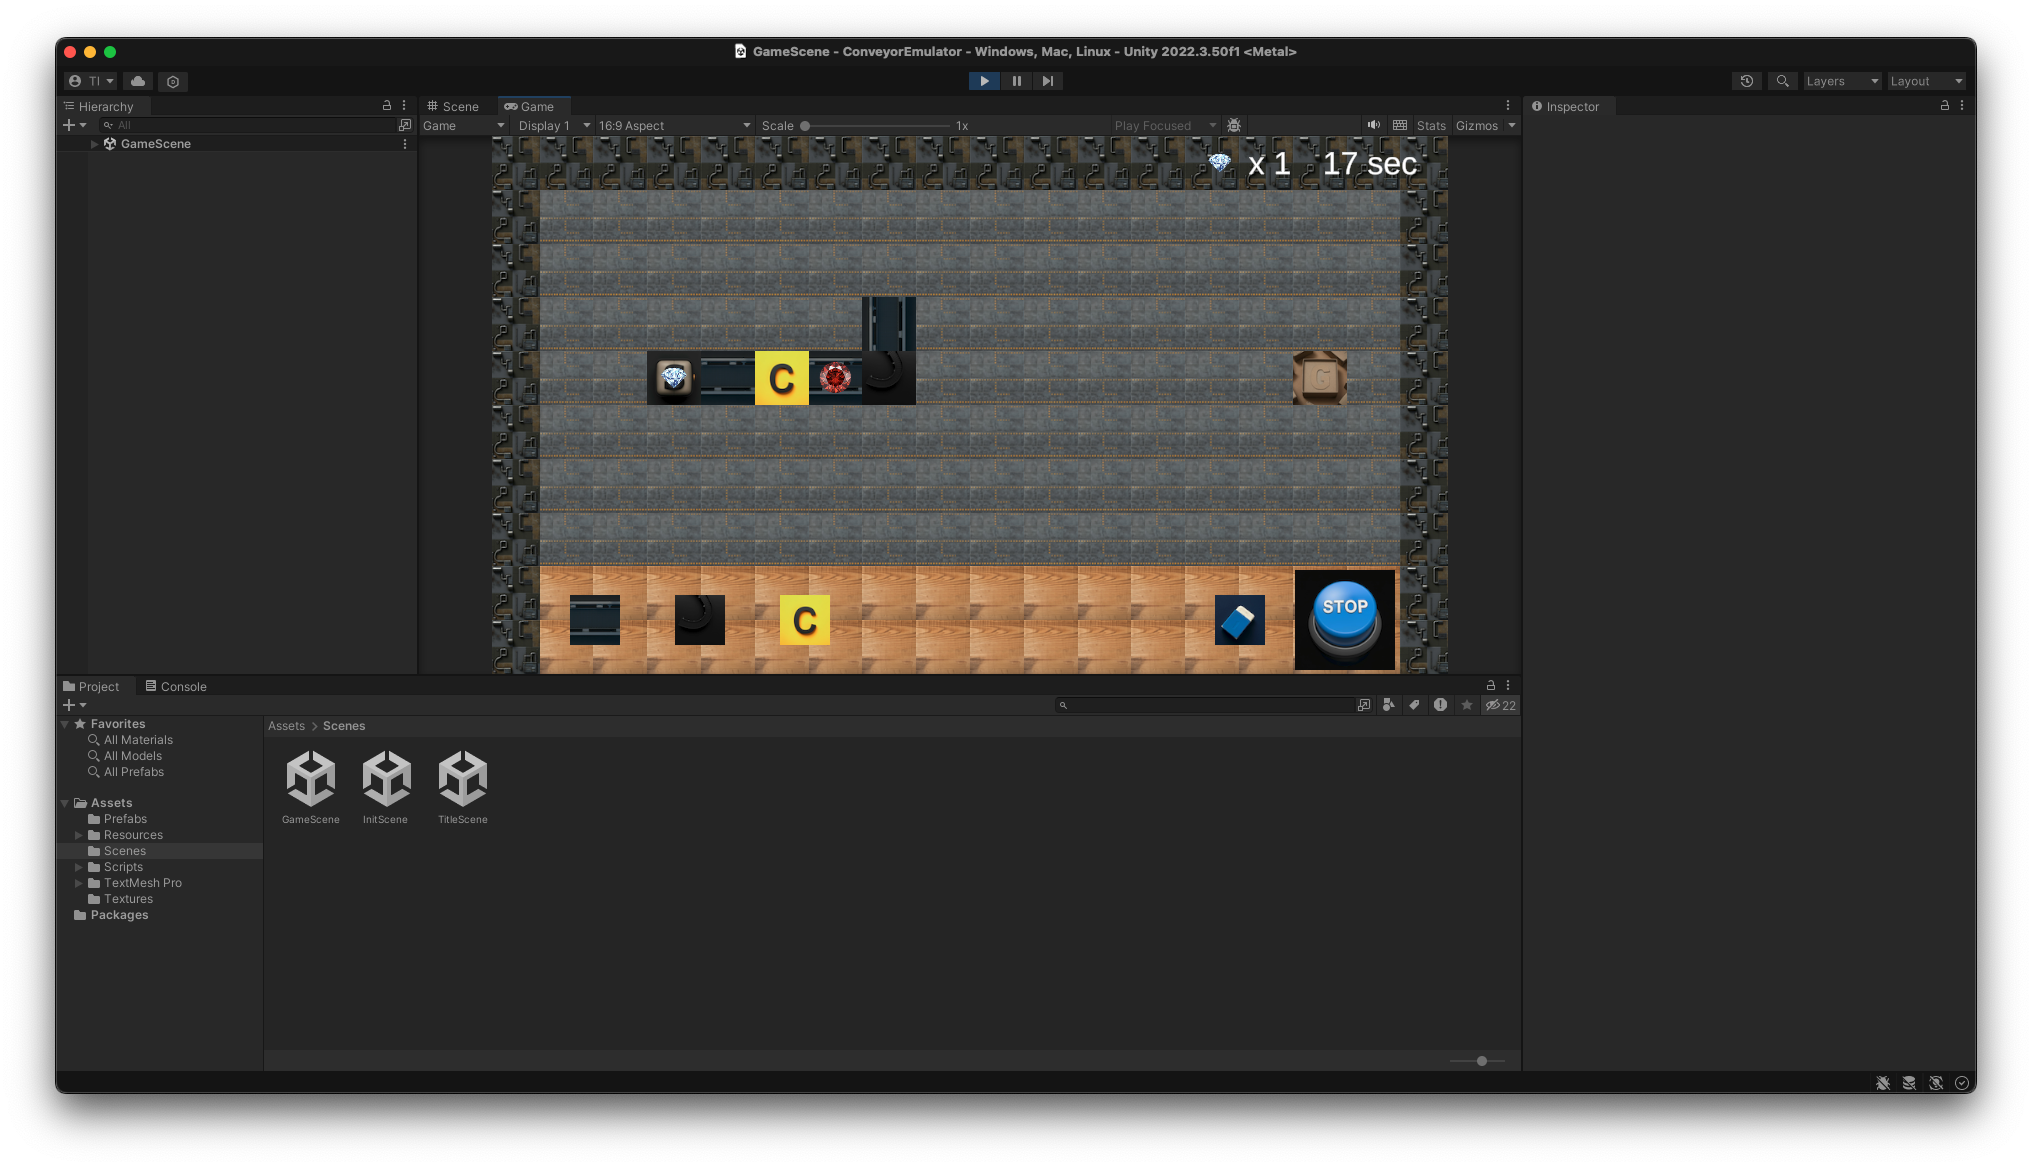 GameScene - ConveyorEmulator - Windows, Mac, Linux - Unity 2022.3.50f1 <Metal>
TI
Layers
Layout
Hierarchy
All
GameScene
Scene
Game
Game
Display 1
16:9 Aspect
Scale
1x
Play Focused
Stats
Gizmos
Inspector
x 1
17 sec
C
G
C
STOP
Project
Console
22
Favorites
All Materials
All Models
All Prefabs
Assets
Prefabs
Resources
Scenes
Scripts
TextMesh Pro
Textures
Packages
Assets > Scenes
GameScene
InitScene
TitleScene